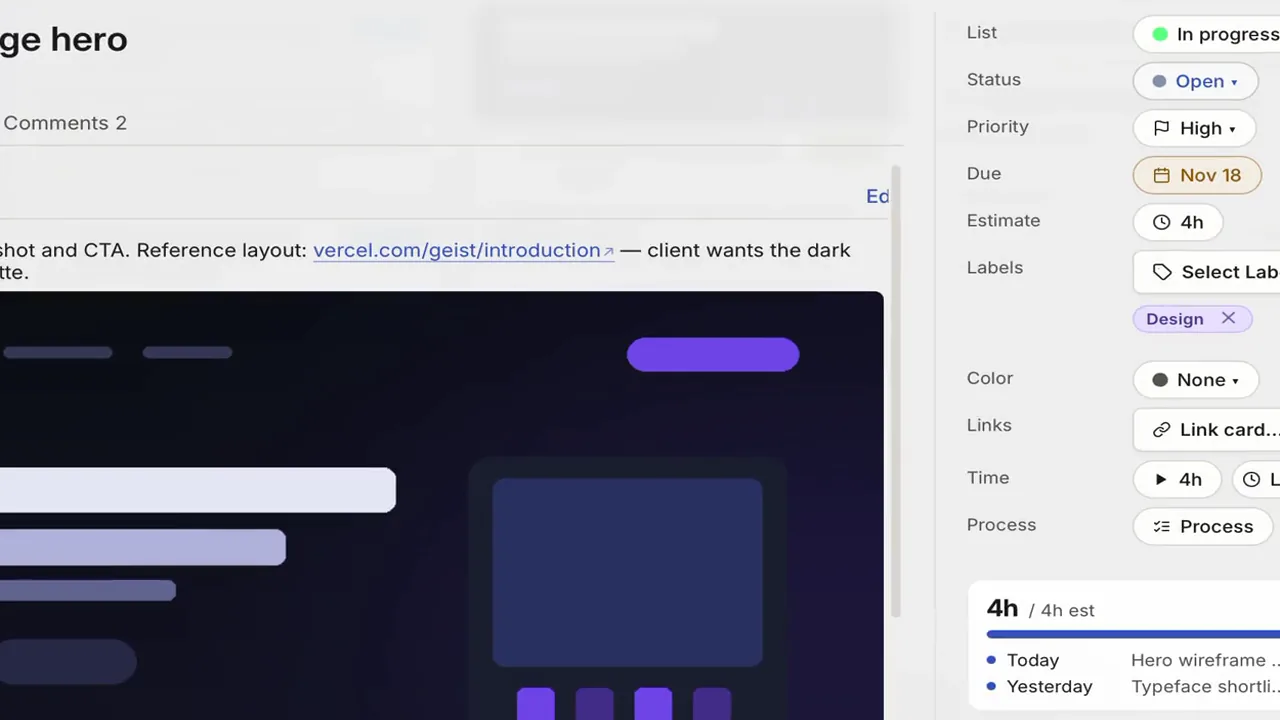 ge hero
Comments 2
Ed
shot and CTA. Reference layout: vercel.com/geist/introduction↗ — client wants the dark
tte.
List In progress
Status Open ▾
Priority High ▾
Due Nov 18
Estimate 4h
Labels Select Lab
Design ✕
Color None ▾
Links Link card...
Time 4h L
Process Process
4h / 4h est
Today Hero wireframe ...
Yesterday Typeface shortli...